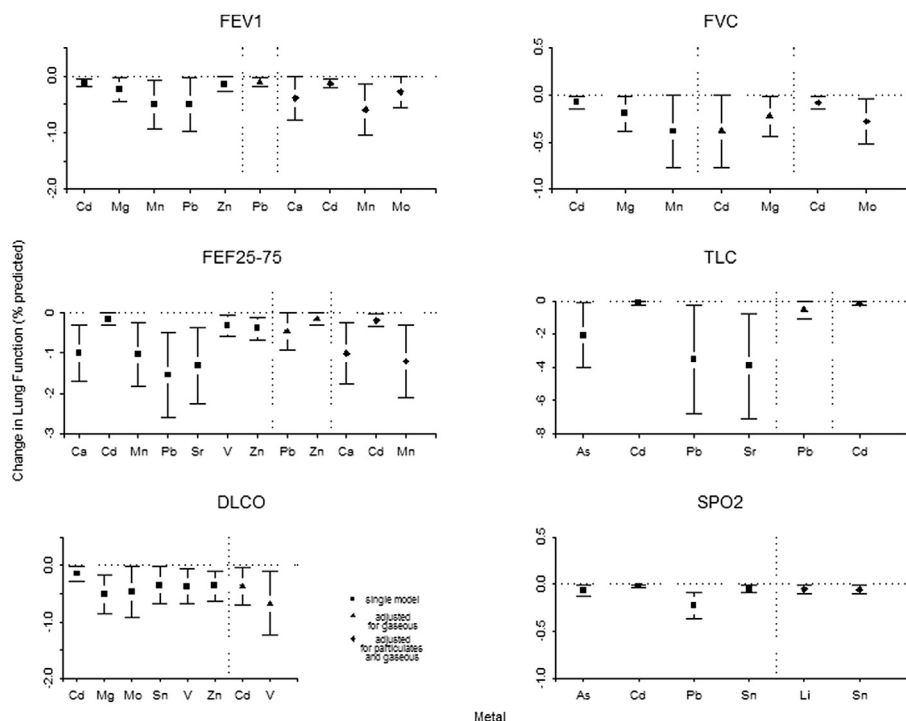 FEV1
0.0
-1.0
-2.0
Cd Mg Mn Pb Zn Pb Ca Cd Mn Mo
FVC
0.5
0.0
-0.5
-1.0
Cd Mg Mn Cd Mg Cd Mo
Change in Lung Function (% predicted)
FEF25-75
0
-1
-2
-3
Ca Cd Mn Pb Sr V Zn Pb Zn Ca Cd Mn
TLC
0
-2
-4
-6
-8
As Cd Pb Sr Pb Cd
DLCO
0.0
-1.0
-2.0
Cd Mg Mo Sn V Zn Cd V
single model
adjusted
for gaseous
adjusted
for particulates
and gaseous
SPO2
0.5
0.0
-0.5
-1.0
As Cd Pb Sn Li Sn
Metal